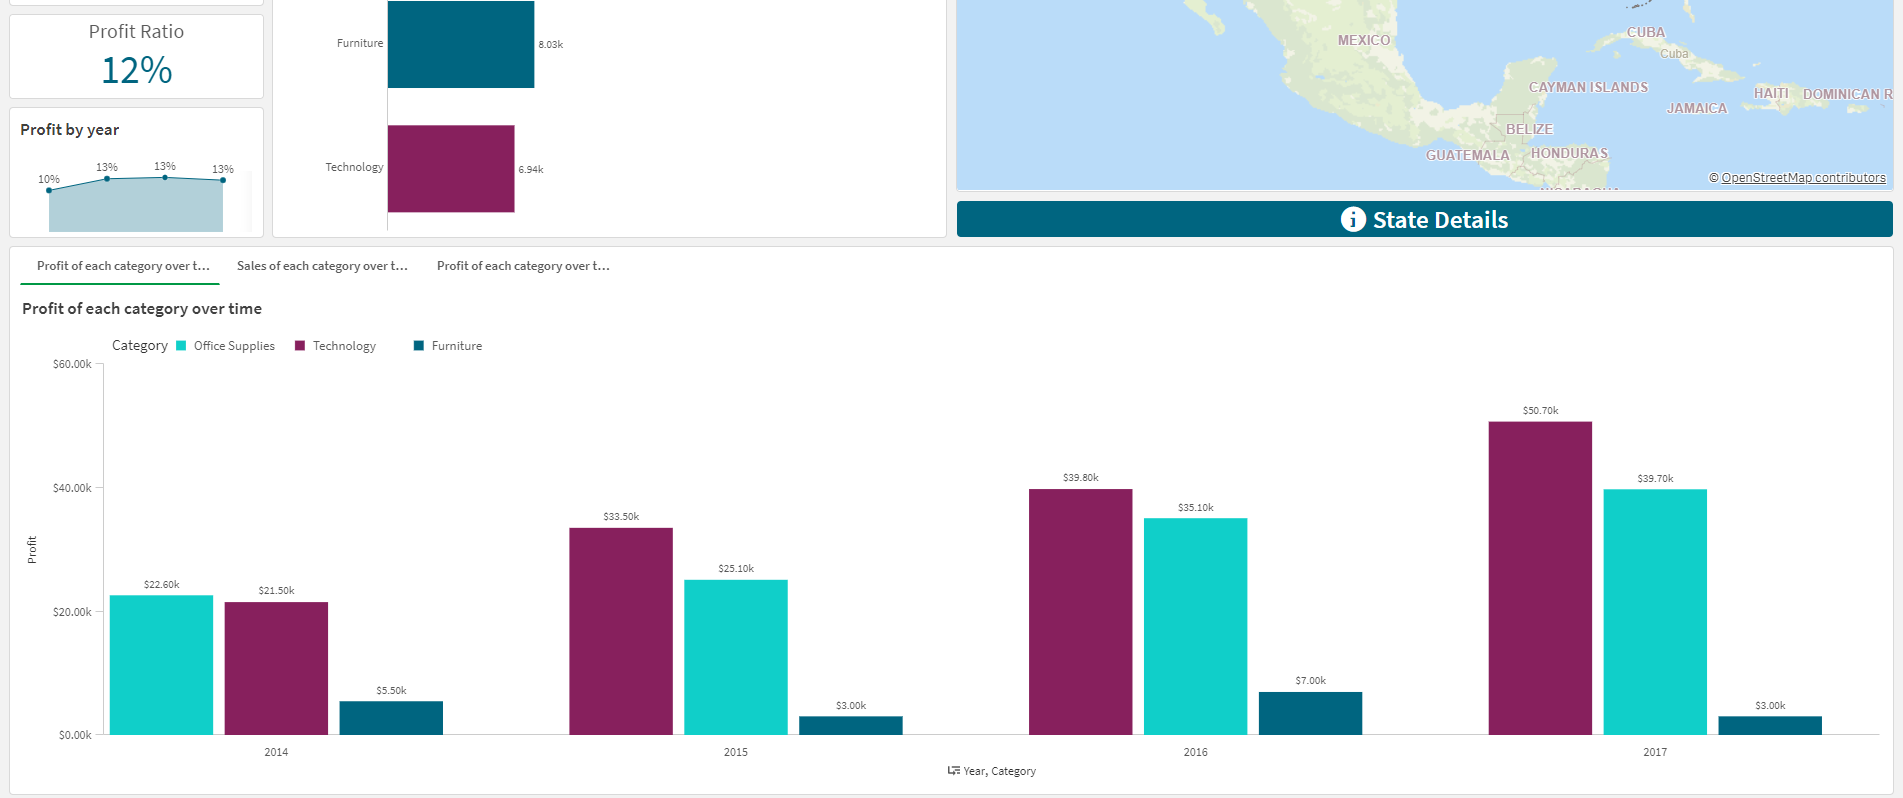 Profit Ratio
12%
Profit by year
10%
13%
13%
13%
Furniture
8.03k
Technology
6.94k
MEXICO
CUBA
Cuba
CAYMAN ISLANDS
HAITI
DOMINICAN R
JAMAICA
BELIZE
GUATEMALA
HONDURAS
NICARAGUA
© OpenStreetMap contributors
State Details
Profit of each category over t...
Sales of each category over t...
Profit of each category over t...
Profit of each category over time
Category
Office Supplies
Technology
Furniture
$60.00k
$40.00k
$20.00k
$0.00k
Profit
$22.60k
$21.50k
$5.50k
$33.50k
$25.10k
$3.00k
$39.80k
$35.10k
$7.00k
$50.70k
$39.70k
$3.00k
2014
2015
2016
2017
Year, Category